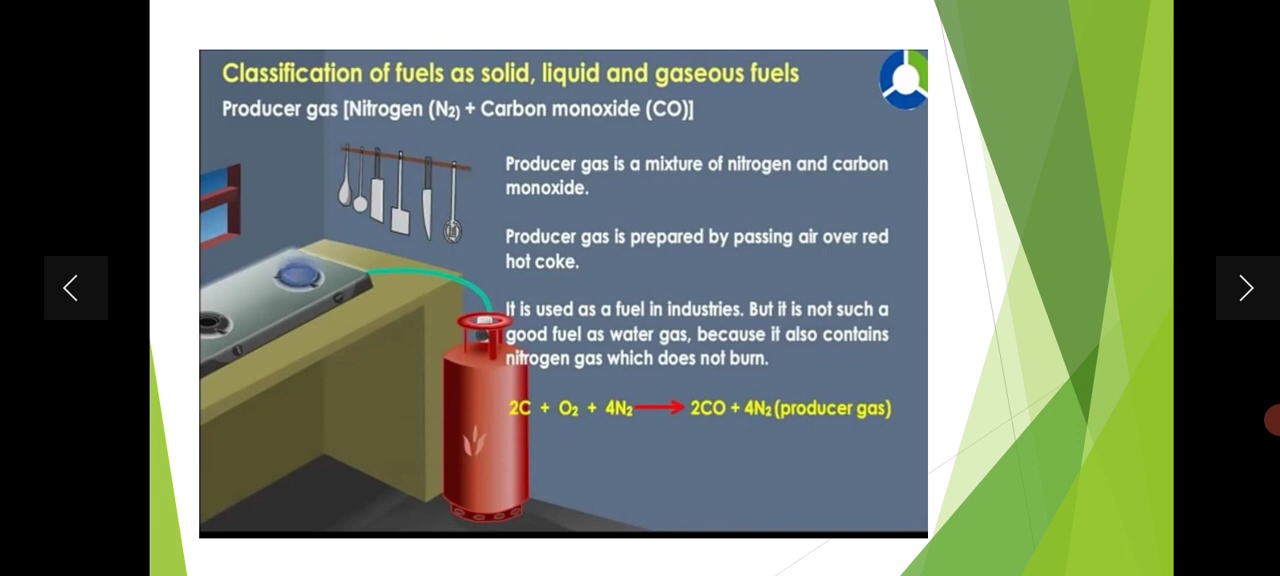 Classification of fuels as solid, liquid and gaseous fuels
Producer gas [Nitrogen (N₂) + Carbon monoxide (CO)]
Producer gas is a mixture of nitrogen and carbon
monoxide.
Producer gas is prepared by passing air over red
hot coke.
It is used as a fuel in industries. But it is not such a
good fuel as water gas, because it also contains
nitrogen gas which does not burn.
2C + O₂ + 4N₂ ⟶ 2CO + 4N₂ (producer gas)